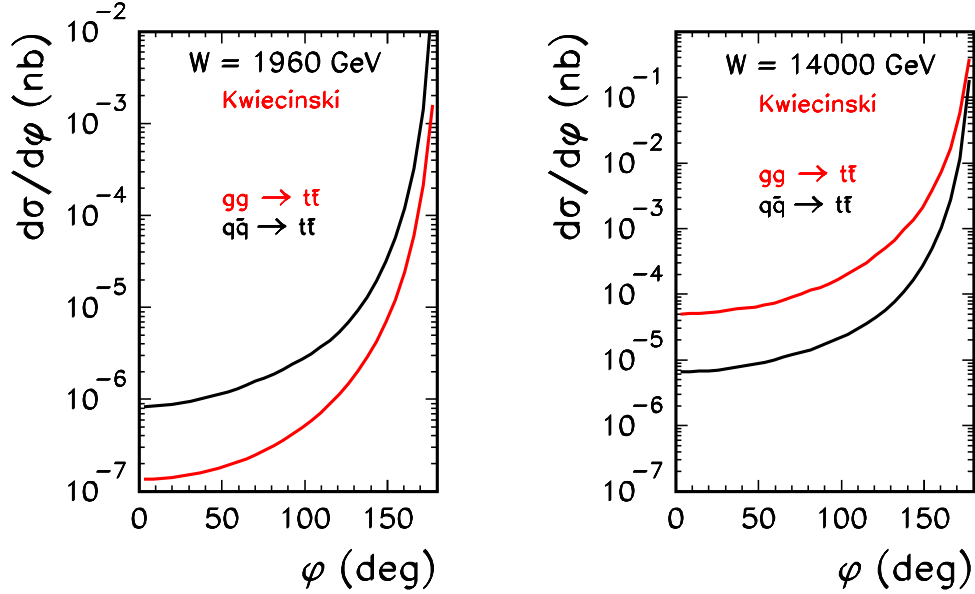 dσ/dφ (nb)
10⁻²
10⁻³
10⁻⁴
10⁻⁵
10⁻⁶
10⁻⁷
W = 1960 GeV
Kwiecinski
gg → tt̄
qq̄ → tt̄
0 50 100 150
φ (deg)
dσ/dφ (nb)
10⁻¹
10⁻²
10⁻³
10⁻⁴
10⁻⁵
10⁻⁶
10⁻⁷
W = 14000 GeV
Kwiecinski
gg → tt̄
qq̄ → tt̄
0 50 100 150
φ (deg)